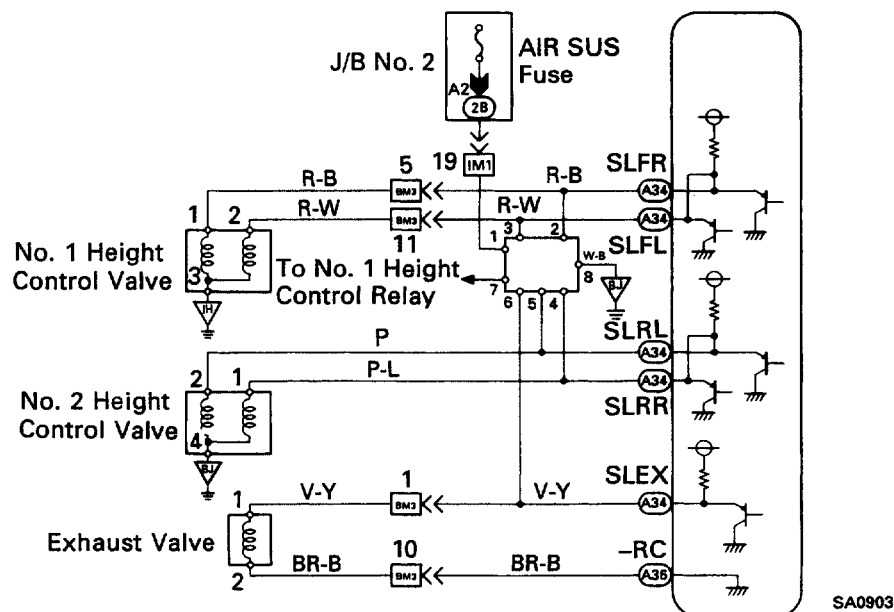 J/B No. 2
AIR SUS
Fuse
A2
2B
19
IM1
SLFR
5
R-B
BM3
R-B
A34
1
2
R-W
BM3
R-W
A34
11
SLFL
No. 1 Height
Control Valve
3
IH
To No. 1 Height
Control Relay
1
3
2
W-B
8
BJ
7
6
5
4
SLRL
P
A34
P-L
A34
SLRR
2
1
No. 2 Height
Control Valve
4
BJ
SLEX
1
1
V-Y
BM3
V-Y
A34
Exhaust Valve
10
-RC
2
BR-B
BM3
BR-B
A36
SA0903